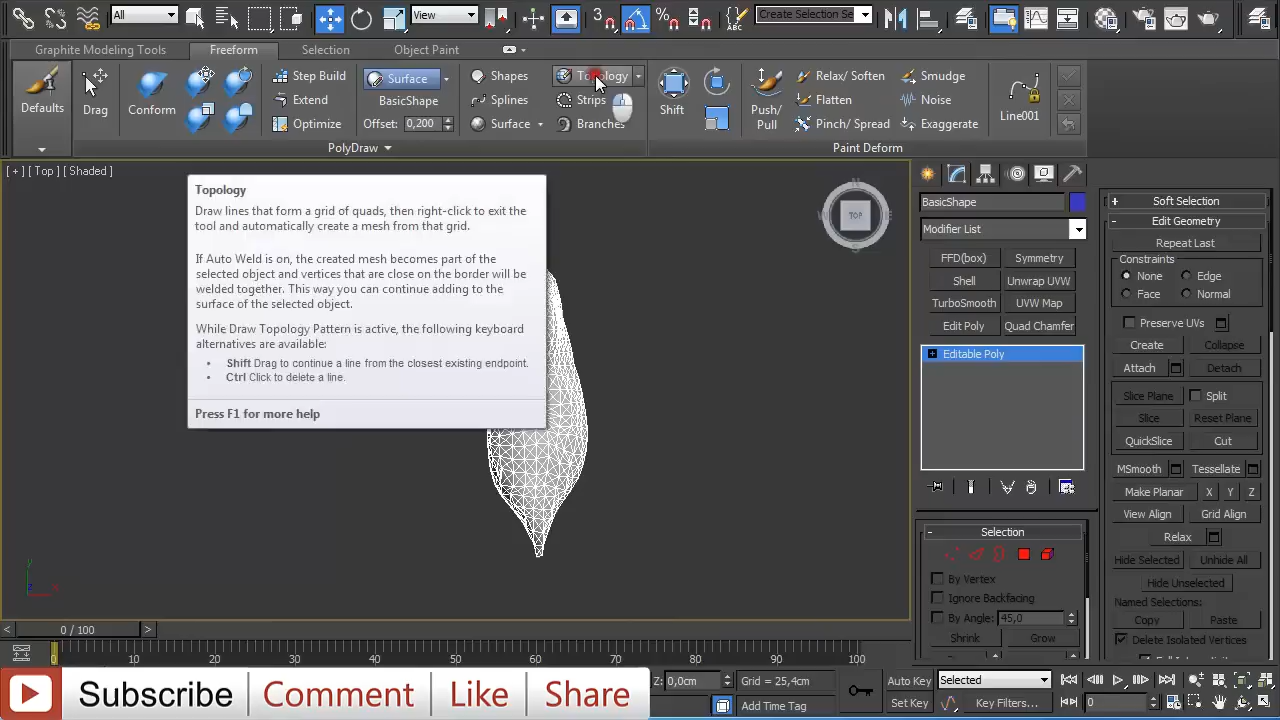 All
View
3
Create Selection Se
Graphite Modeling Tools Freeform Selection Object Paint
Defaults
Drag
Conform
Step Build
Extend
Optimize
PolyDraw
Surface
BasicShape
Offset: 0,200
Shapes
Splines
Surface
Topology
Strips
Branches
Shift
Push/
Pull
Relax/ Soften
Flatten
Pinch/ Spread
Smudge
Noise
Exaggerate
Paint Deform
Line001
[ + ] [ Top ] [ Shaded ]
Topology
Draw lines that form a grid of quads, then right-click to exit the
tool and automatically create a mesh from that grid.
If Auto Weld is on, the created mesh becomes part of the
selected object and vertices that are close on the border will be
welded together. This way you can continue adding to the
surface of the selected object.
While Draw Topology Pattern is active, the following keyboard
alternatives are available:
• Shift Drag to continue a line from the closest existing endpoint.
• Ctrl Click to delete a line.
Press F1 for more help
TOP
y
x
z
BasicShape
Modifier List
FFD(box) Symmetry
Shell Unwrap UVW
TurboSmooth UVW Map
Edit Poly Quad Chamfer
Editable Poly
Selection
By Vertex
Ignore Backfacing
By Angle: 45,0
Shrink Grow
+ Soft Selection
- Edit Geometry
Repeat Last
Constraints
None Edge
Face Normal
Preserve UVs
Create Collapse
Attach Detach
Slice Plane Split
Slice Reset Plane
QuickSlice Cut
MSmooth Tessellate
Make Planar X Y Z
View Align Grid Align
Relax
Hide Selected Unhide All
Hide Unselected
Named Selections:
Copy Paste
Delete Isolated Vertices
< 0 / 100 >
0 10 20 30 40 50 60 70 80 90 100
Subscribe Comment Like Share
Z: 0,0cm Grid = 25,4cm
Add Time Tag
Auto Key Selected
Set Key Key Filters...
0